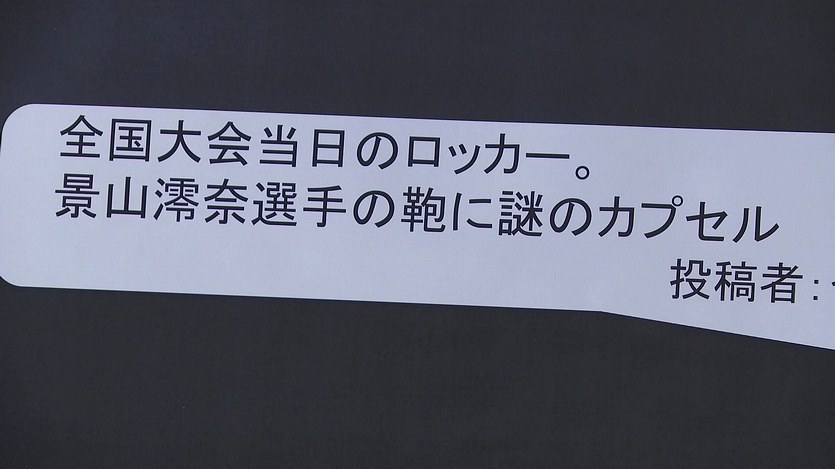 全国大会当日のロッカー。
景山澪奈選手の鞄に謎のカプセル
投稿者：